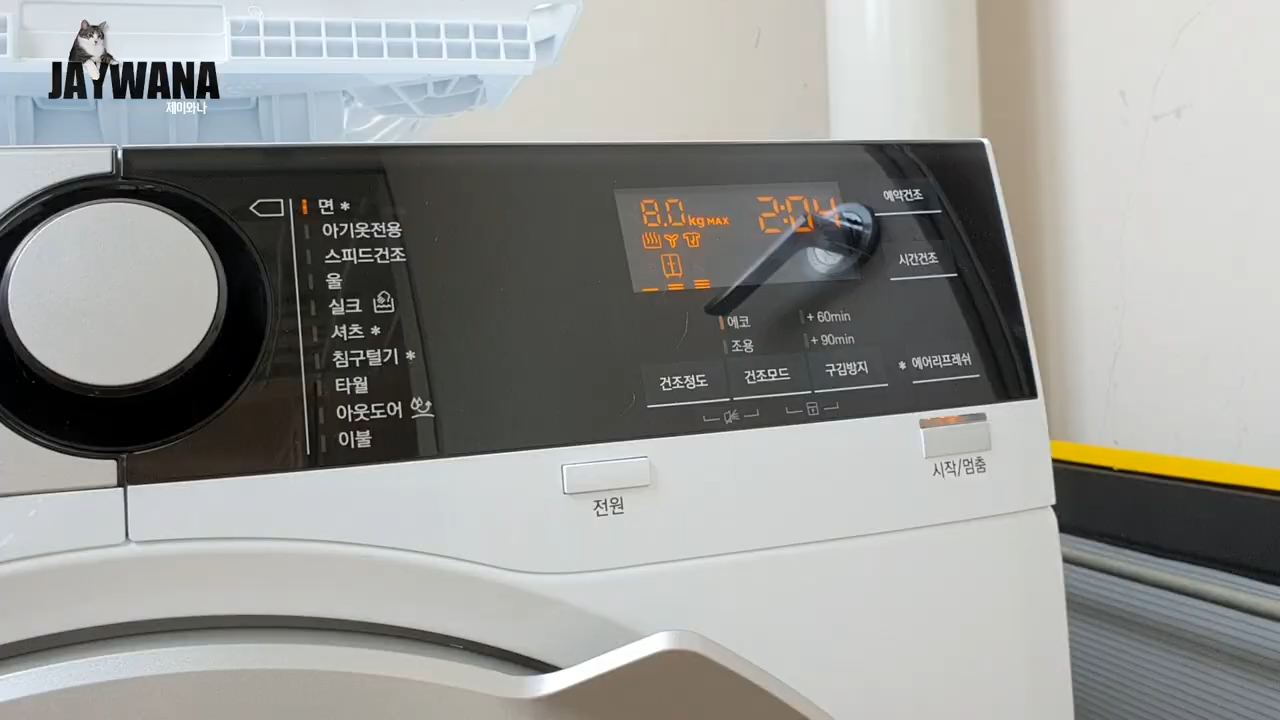 JAYWANA
제이와나
면 *
아기옷전용
스피드건조
울
실크
셔츠 *
침구털기 *
타월
아웃도어
이불
8.0 kg MAX
2:04
예약건조
시간건조
에코
+ 60min
조용
+ 90min
건조정도
건조모드
구김방지
* 에어리프레쉬
전원
시작/멈춤